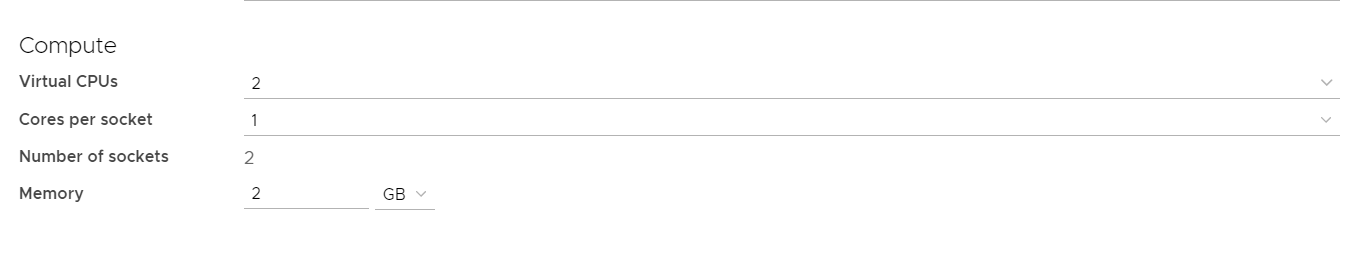 Compute
Virtual CPUs 2
Cores per socket 1
Number of sockets 2
Memory 2 GB